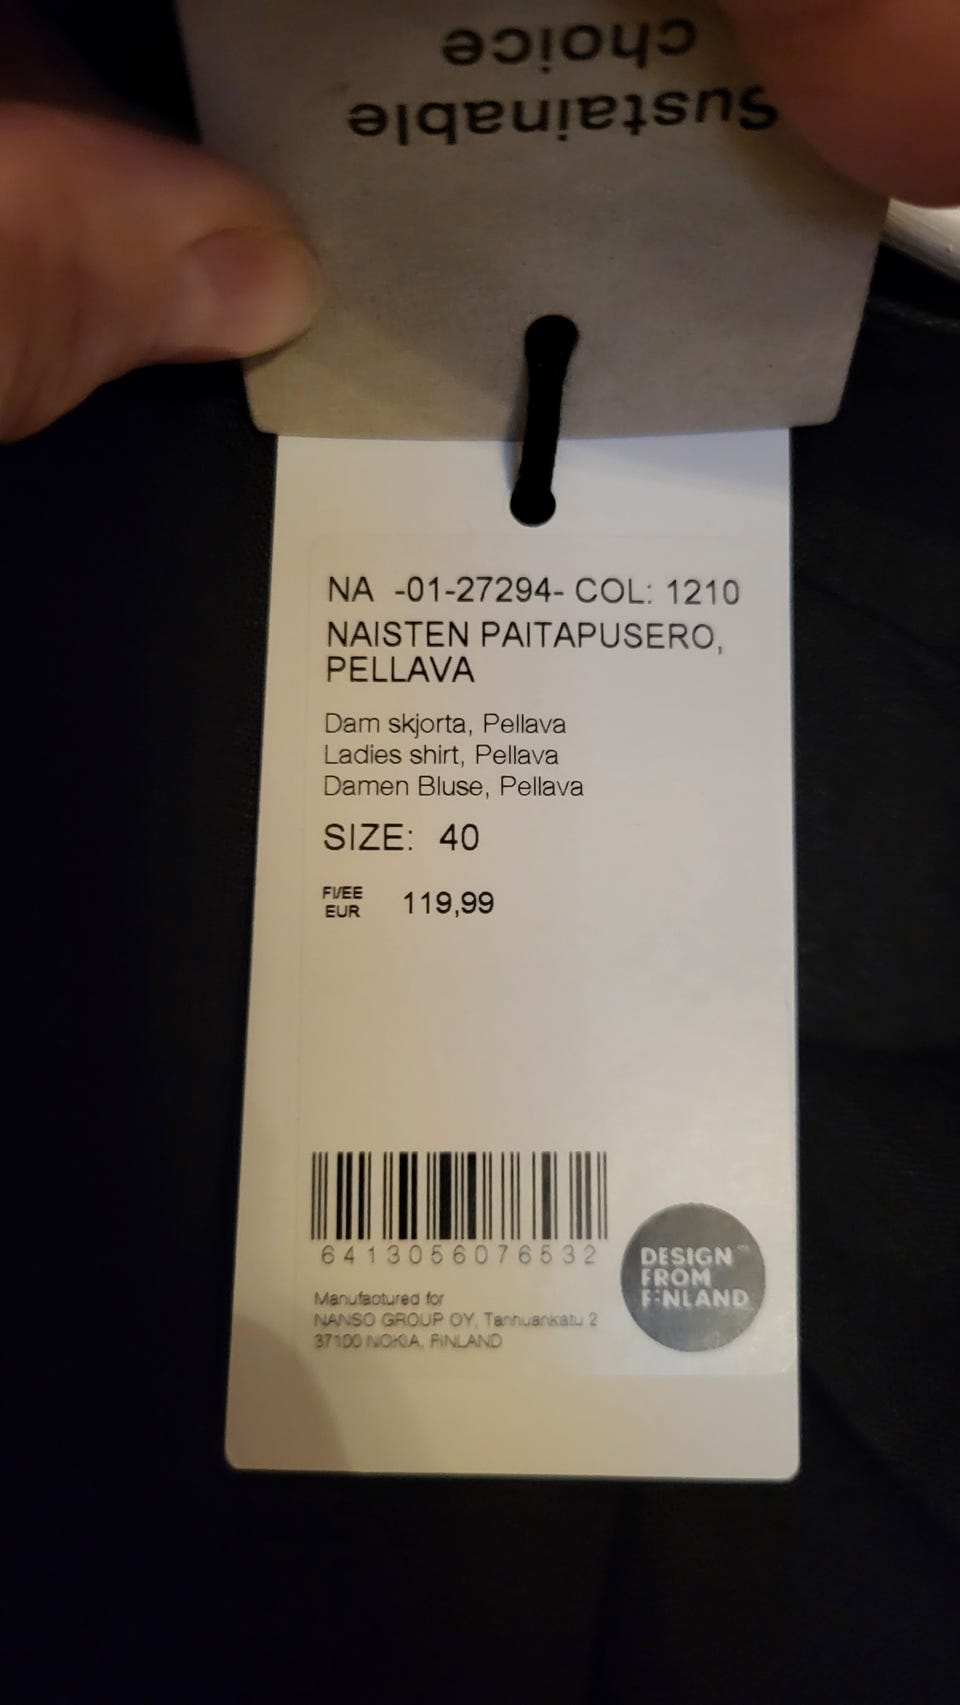 Sustainable
choice
NA -01-27294- COL: 1210
NAISTEN PAITAPUSERO,
PELLAVA
Dam skjorta, Pellava
Ladies shirt, Pellava
Damen Bluse, Pellava
SIZE: 40
FI/EE
EUR 119,99
6413056076532
Manufactured for
NANSO GROUP OY, Tanhuankatu 2
37100 NOKIA, FINLAND
DESIGN
FROM
FINLAND